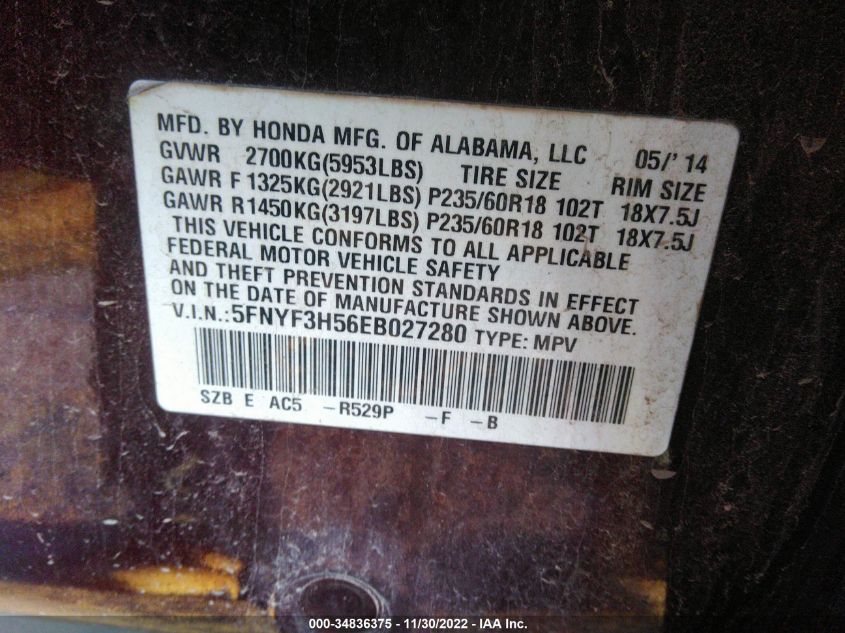 MFD. BY HONDA MFG. OF ALABAMA, LLC 05/' 14
GVWR 2700KG(5953LBS) TIRE SIZE RIM SIZE
GAWR F 1325KG(2921LBS) P235/60R18 102T 18X7.5J
GAWR R1450KG(3197LBS) P235/60R18 102T 18X7.5J
THIS VEHICLE CONFORMS TO ALL APPLICABLE
FEDERAL MOTOR VEHICLE SAFETY
AND THEFT PREVENTION STANDARDS IN EFFECT
ON THE DATE OF MANUFACTURE SHOWN ABOVE.
V.I.N.:5FNYF3H56EB027280 TYPE: MPV
SZB E AC5 -R529P -F -B
000-34836375 - 11/30/2022 - IAA Inc.